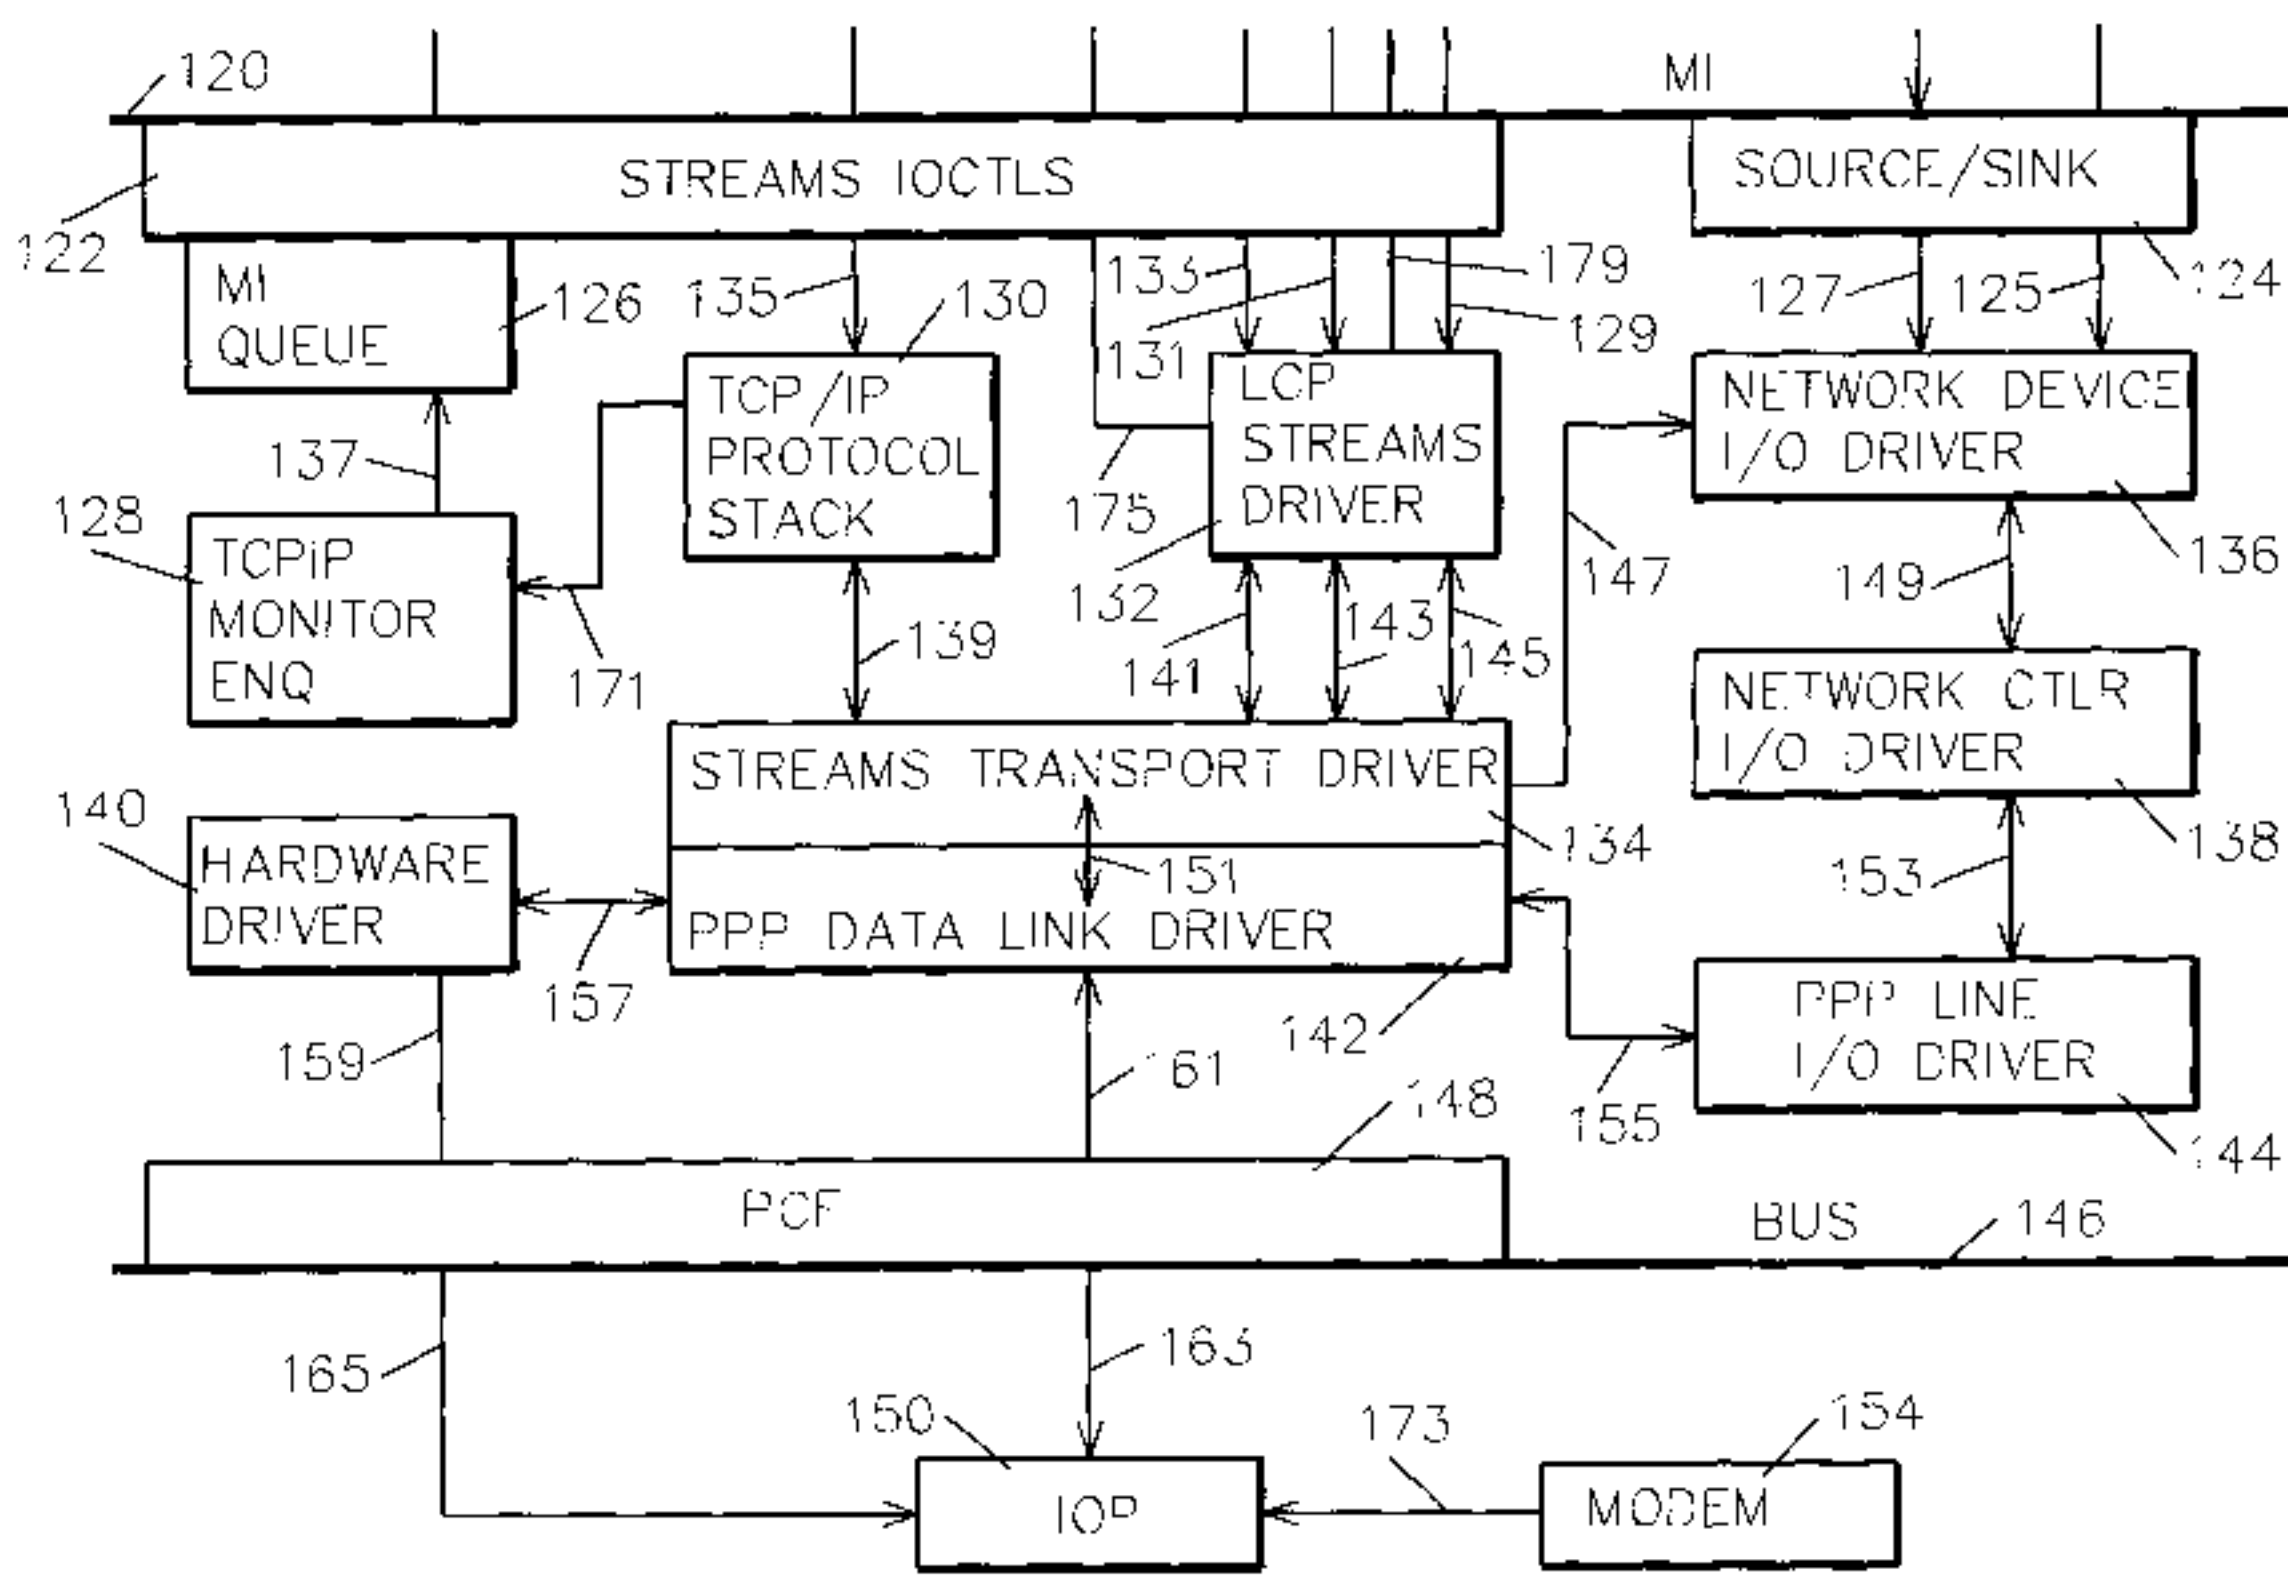 120
MI
STREAMS IOCTLS
SOURCE/SINK
122
MI
QUEUE
126
135
130
133
131
179
129
127
125
124
137
TCP/IP
PROTOCOL
STACK
LCP
STREAMS
DRIVER
NETWORK DEVICE
I/O DRIVER
128
TCPIP
MONITOR
ENQ
171
139
175
132
141
143
145
147
149
136
NETWORK CTLR
I/O DRIVER
STREAMS TRANSPORT DRIVER
140
HARDWARE
DRIVER
151
134
153
138
PPP DATA LINK DRIVER
157
142
PPP LINE
I/O DRIVER
159
161
148
155
144
BUS
146
165
163
150
173
154
IOP
MODEM